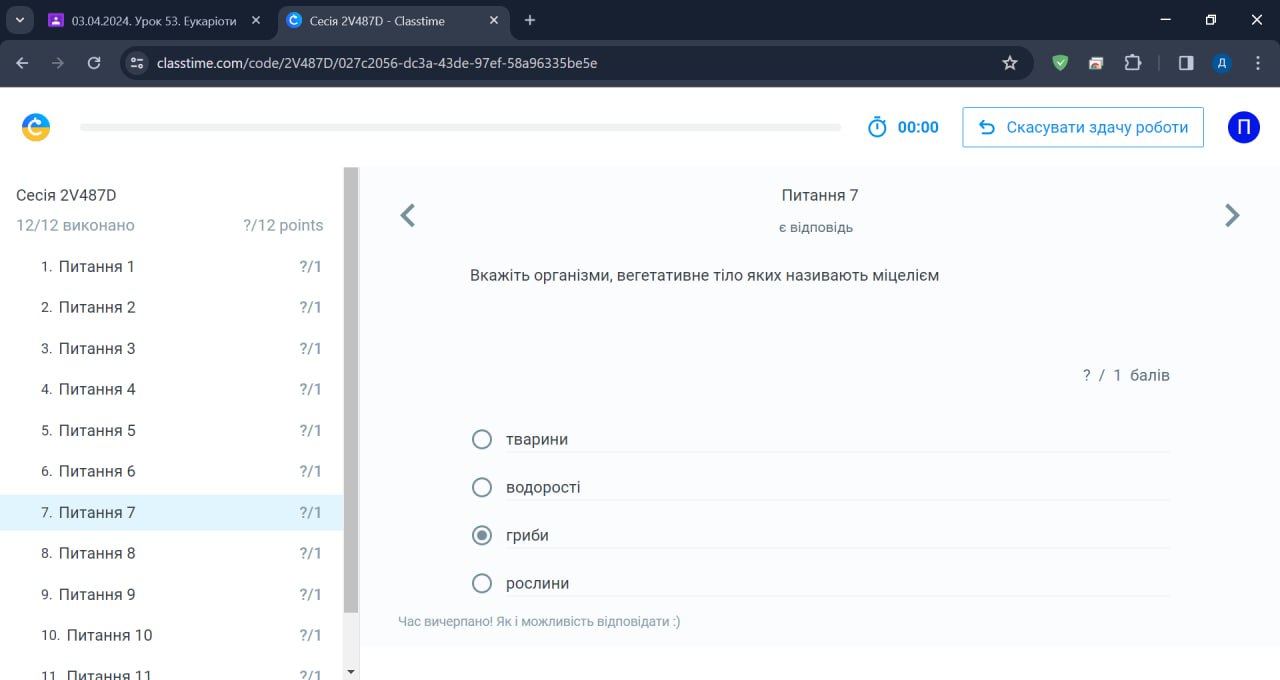 03.04.2024. Урок 53. Еукаріоти
Сесія 2V487D - Classtime
classtime.com/code/2V487D/027c2056-dc3a-43de-97ef-58a96335be5e
Д
00:00
Скасувати здачу роботи
П
Сесія 2V487D
12/12 виконано ?/12 points
1. Питання 1 ?/1
2. Питання 2 ?/1
3. Питання 3 ?/1
4. Питання 4 ?/1
5. Питання 5 ?/1
6. Питання 6 ?/1
7. Питання 7 ?/1
8. Питання 8 ?/1
9. Питання 9 ?/1
10. Питання 10 ?/1
11. Питання 11 ?/1
Питання 7
є відповідь
Вкажіть організми, вегетативне тіло яких називають міцелієм
? / 1 балів
тварини
водорості
гриби
рослини
Час вичерпано! Як і можливість відповідати :)